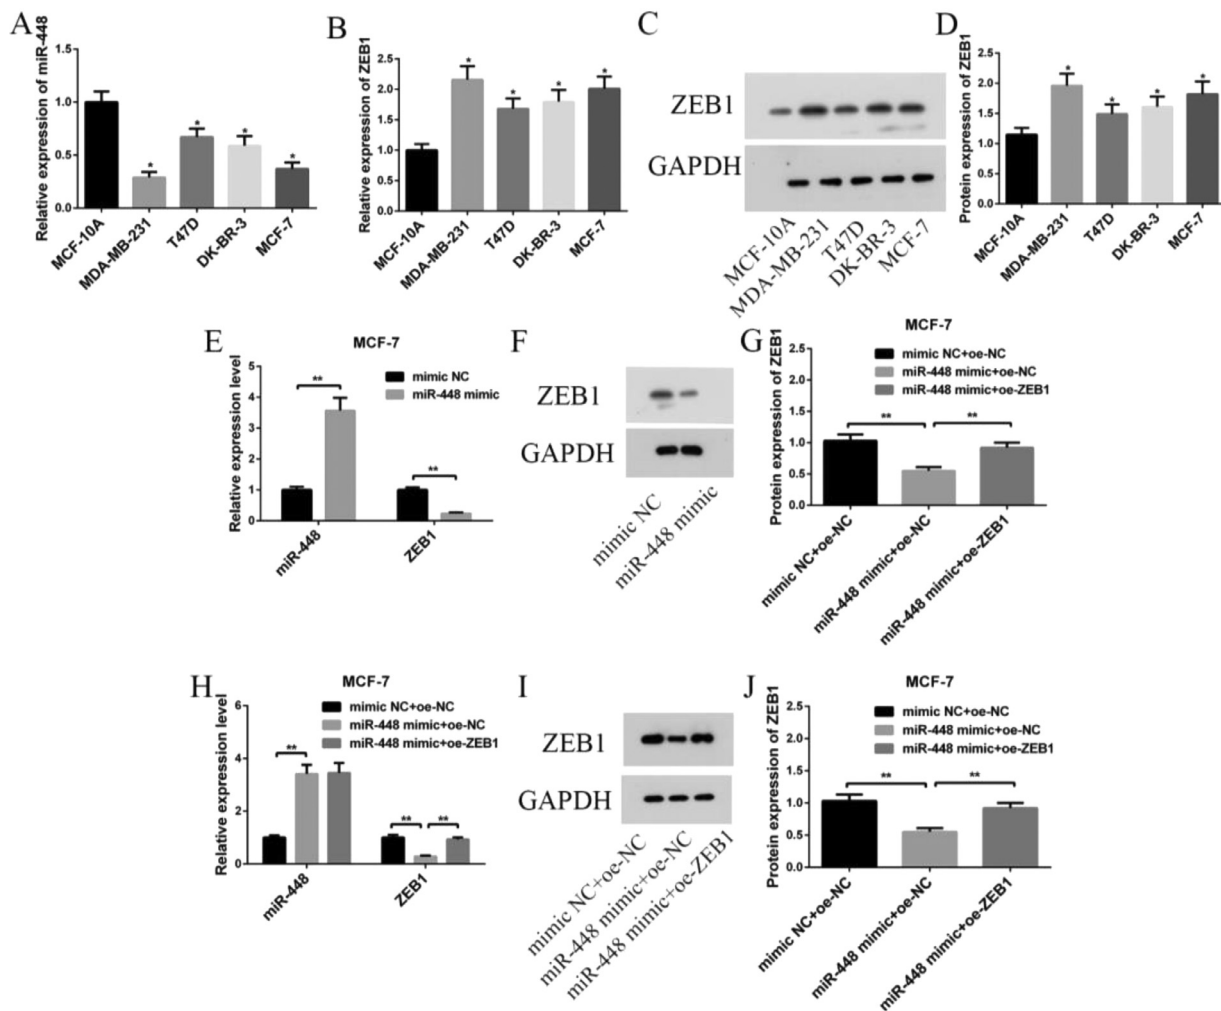 A
Relative expression of miR-448
1.5
1.0
0.5
0.0
*
*
*
*
MCF-10A
MDA-MB-231
T47D
DK-BR-3
MCF-7
B
Relative expression of ZEB1
2.5
2.0
1.5
1.0
0.5
0.0
*
*
*
*
MCF-10A
MDA-MB-231
T47D
DK-BR-3
MCF-7
C
ZEB1
GAPDH
MCF-10A
MDA-MB-231
T47D
DK-BR-3
MCF-7
D
Protein expression of ZEB1
2.5
2.0
1.5
1.0
0.5
0.0
*
*
*
*
MCF-10A
MDA-MB-231
T47D
DK-BR-3
MCF-7
E
MCF-7
Relative expression level
5
4
3
2
1
0
**
**
mimic NC
miR-448 mimic
miR-448
ZEB1
F
ZEB1
GAPDH
mimic NC
miR-448 mimic
G
MCF-7
Protein expression of ZEB1
2.5
2.0
1.5
1.0
0.5
0.0
mimic NC+oe-NC
miR-448 mimic+oe-NC
miR-448 mimic+oe-ZEB1
**
**
mimic NC+oe-NC
miR-448 mimic+oe-NC
miR-448 mimic+oe-ZEB1
H
MCF-7
Relative expression level
6
4
2
0
mimic NC+oe-NC
miR-448 mimic+oe-NC
miR-448 mimic+oe-ZEB1
**
**
**
miR-448
ZEB1
I
ZEB1
GAPDH
mimic NC+oe-NC
miR-448 mimic+oe-NC
miR-448 mimic+oe-ZEB1
J
MCF-7
Protein expression of ZEB1
2.5
2.0
1.5
1.0
0.5
0.0
mimic NC+oe-NC
miR-448 mimic+oe-NC
miR-448 mimic+oe-ZEB1
**
**
mimic NC+oe-NC
miR-448 mimic+oe-NC
miR-448 mimic+oe-ZEB1